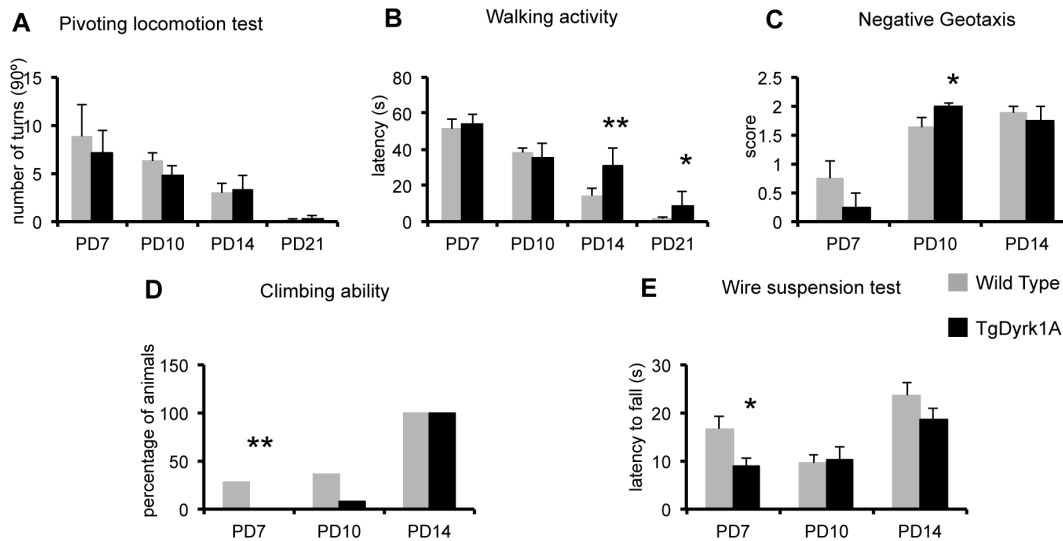 A Pivoting locomotion test
number of turns (90º)
15
10
5
0
PD7 PD10 PD14 PD21
B Walking activity
latency (s)
80
60
40
20
0
**
*
PD7 PD10 PD14 PD21
C Negative Geotaxis
score
2.5
2
1.5
1
0.5
0
*
PD7 PD10 PD14
D Climbing ability
percentage of animals
150
100
50
0
**
PD7 PD10 PD14
E Wire suspension test
latency to fall (s)
30
20
10
0
*
PD7 PD10 PD14
Wild Type
TgDyrk1A